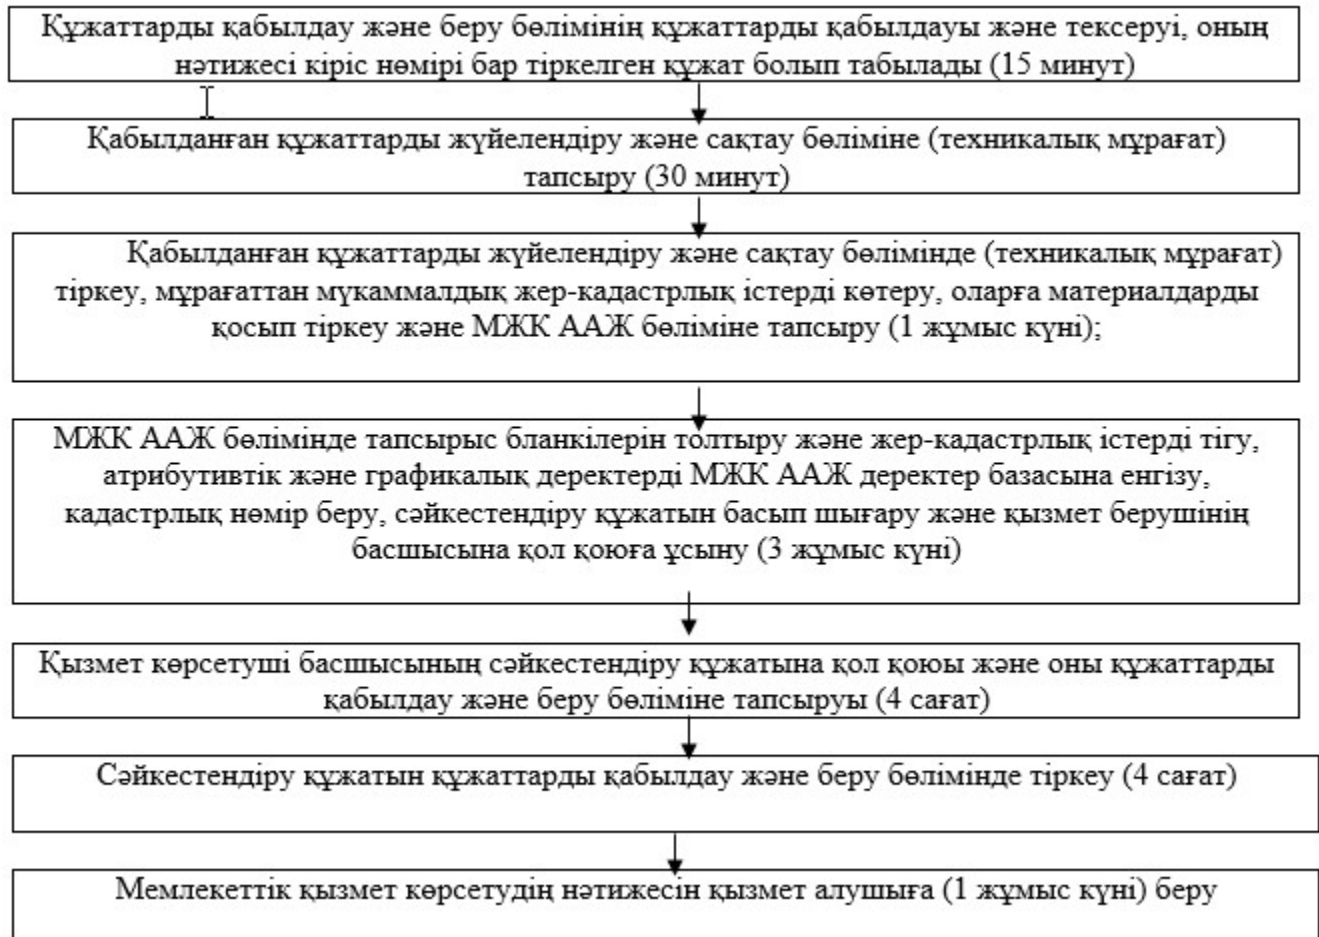 Құжаттарды қабылдау және беру бөлімінің құжаттарды қабылдауы және тексеруі, оның
нәтижесі кіріс нөмірі бар тіркелген құжат болып табылады (15 минут)
Қабылданған құжаттарды жүйелендіру және сақтау бөліміне (техникалық мұрағат)
тапсыру (30 минут)
Қабылданған құжаттарды жүйелендіру және сақтау бөлімінде (техникалық мұрағат)
тіркеу, мұрағаттан мүкаммалдық жер-кадастрлық істерді көтеру, оларға материалдарды
қосып тіркеу және МЖК ААЖ бөліміне тапсыру (1 жұмыс күні);
МЖК ААЖ бөлімінде тапсырыс бланкілерін толтыру және жер-кадастрлық істерді тігу,
атрибутивтік және графикалық деректерді МЖК ААЖ деректер базасына енгізу,
кадастрлық нөмір беру, сәйкестендіру құжатын басып шығару және қызмет берушінің
басшысына қол қоюға ұсыну (3 жұмыс күні)
Қызмет көрсетуші басшысының сәйкестендіру құжатына қол қоюы және оны құжаттарды
қабылдау және беру бөліміне тапсыруы (4 сағат)
Сәйкестендіру құжатын құжаттарды қабылдау және беру бөлімінде тіркеу (4 сағат)
Мемлекеттік қызмет көрсетудің нәтижесін қызмет алушыға (1 жұмыс күні) беру